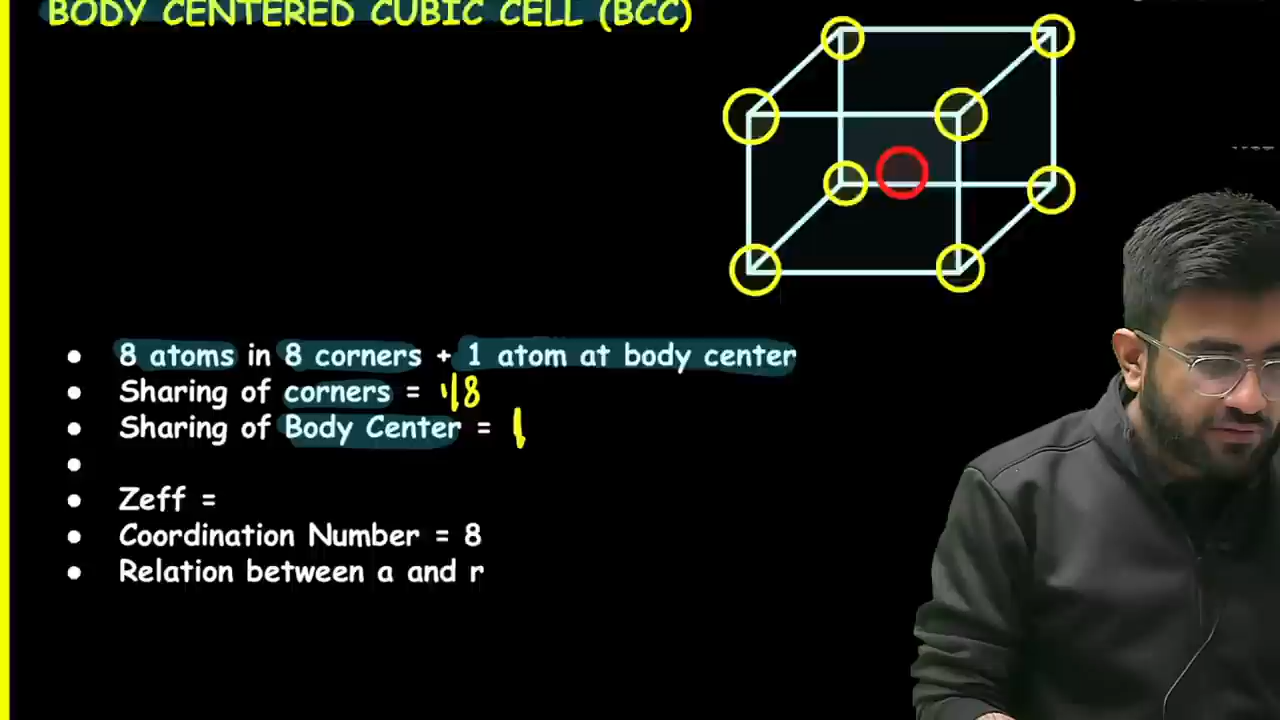 BODY CENTERED CUBIC CELL (BCC)
• 8 atoms in 8 corners + 1 atom at body center
• Sharing of corners = 1/8
• Sharing of Body Center = 1
•
• Zeff =
• Coordination Number = 8
• Relation between a and r